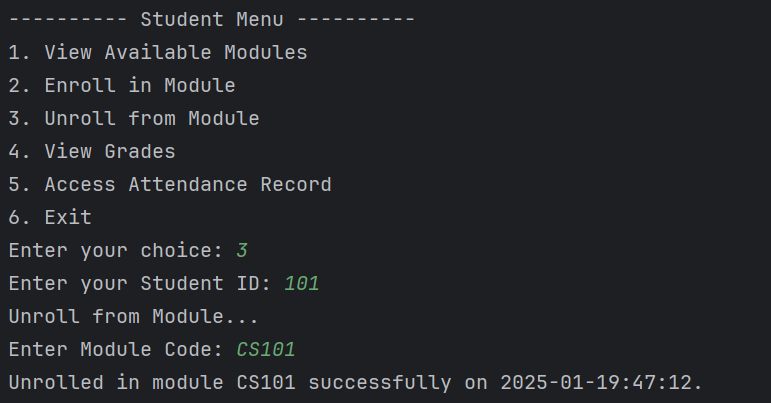 ---------- Student Menu ----------
1. View Available Modules
2. Enroll in Module
3. Unroll from Module
4. View Grades
5. Access Attendance Record
6. Exit
Enter your choice: 3
Enter your Student ID: 101
Unroll from Module...
Enter Module Code: CS101
Unrolled in module CS101 successfully on 2025-01-19:47:12.